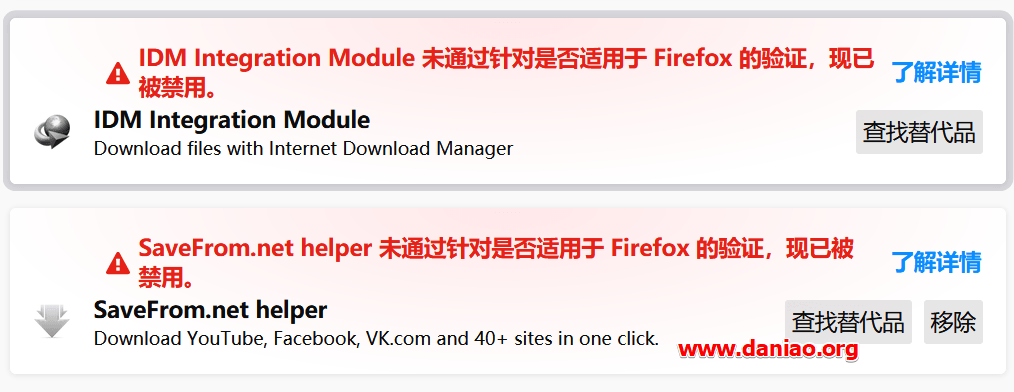 IDM Integration Module 未通过针对是否适用于 Firefox 的验证，现已
被禁用。
了解详情
IDM Integration Module
Download files with Internet Download Manager
查找替代品
SaveFrom.net helper 未通过针对是否适用于 Firefox 的验证，现已被
禁用。
了解详情
SaveFrom.net helper
Download YouTube, Facebook, VK.com and 40+ sites in one click.
查找替代品
移除
www.daniao.org